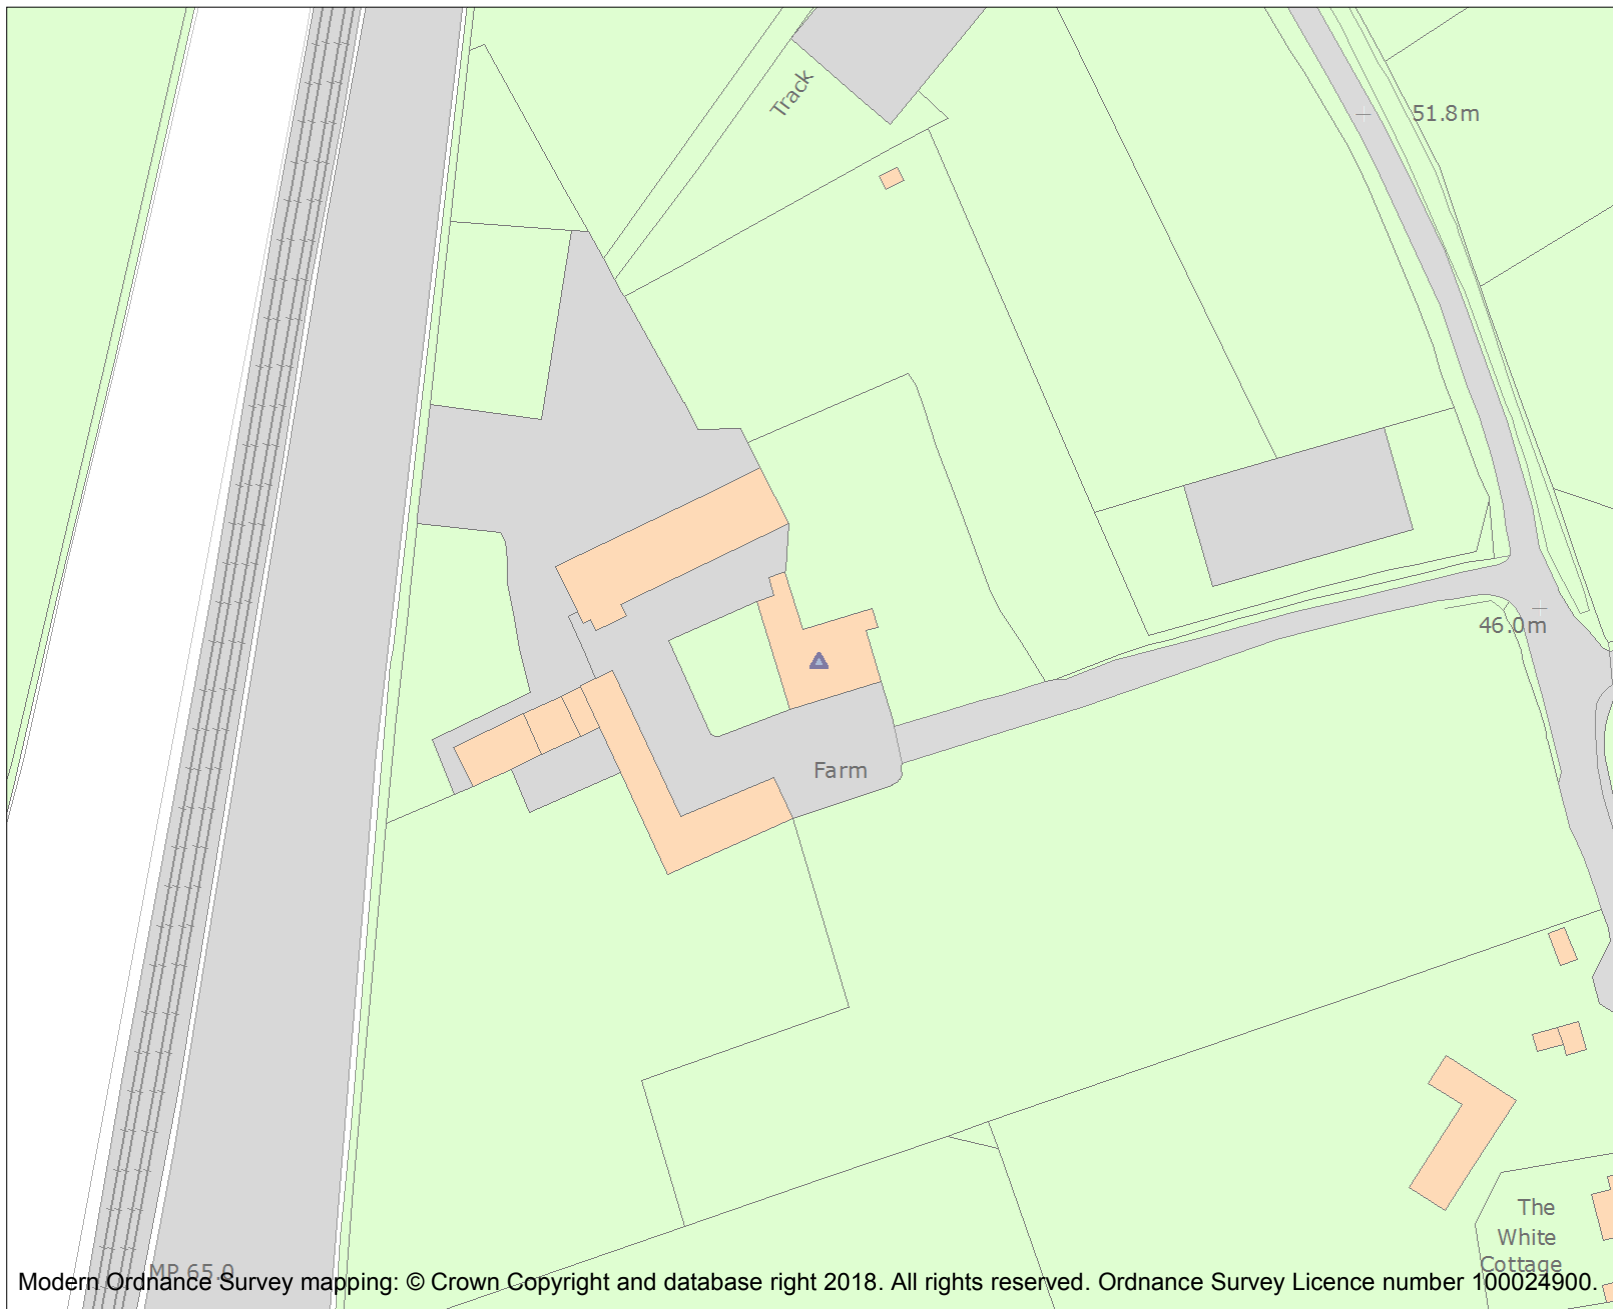 Track
51.8m
46.0m
Farm
The
White
Cottage
MP 65.0
Modern Ordnance Survey mapping: © Crown Copyright and database right 2018. All rights reserved. Ordnance Survey Licence number 100024900.